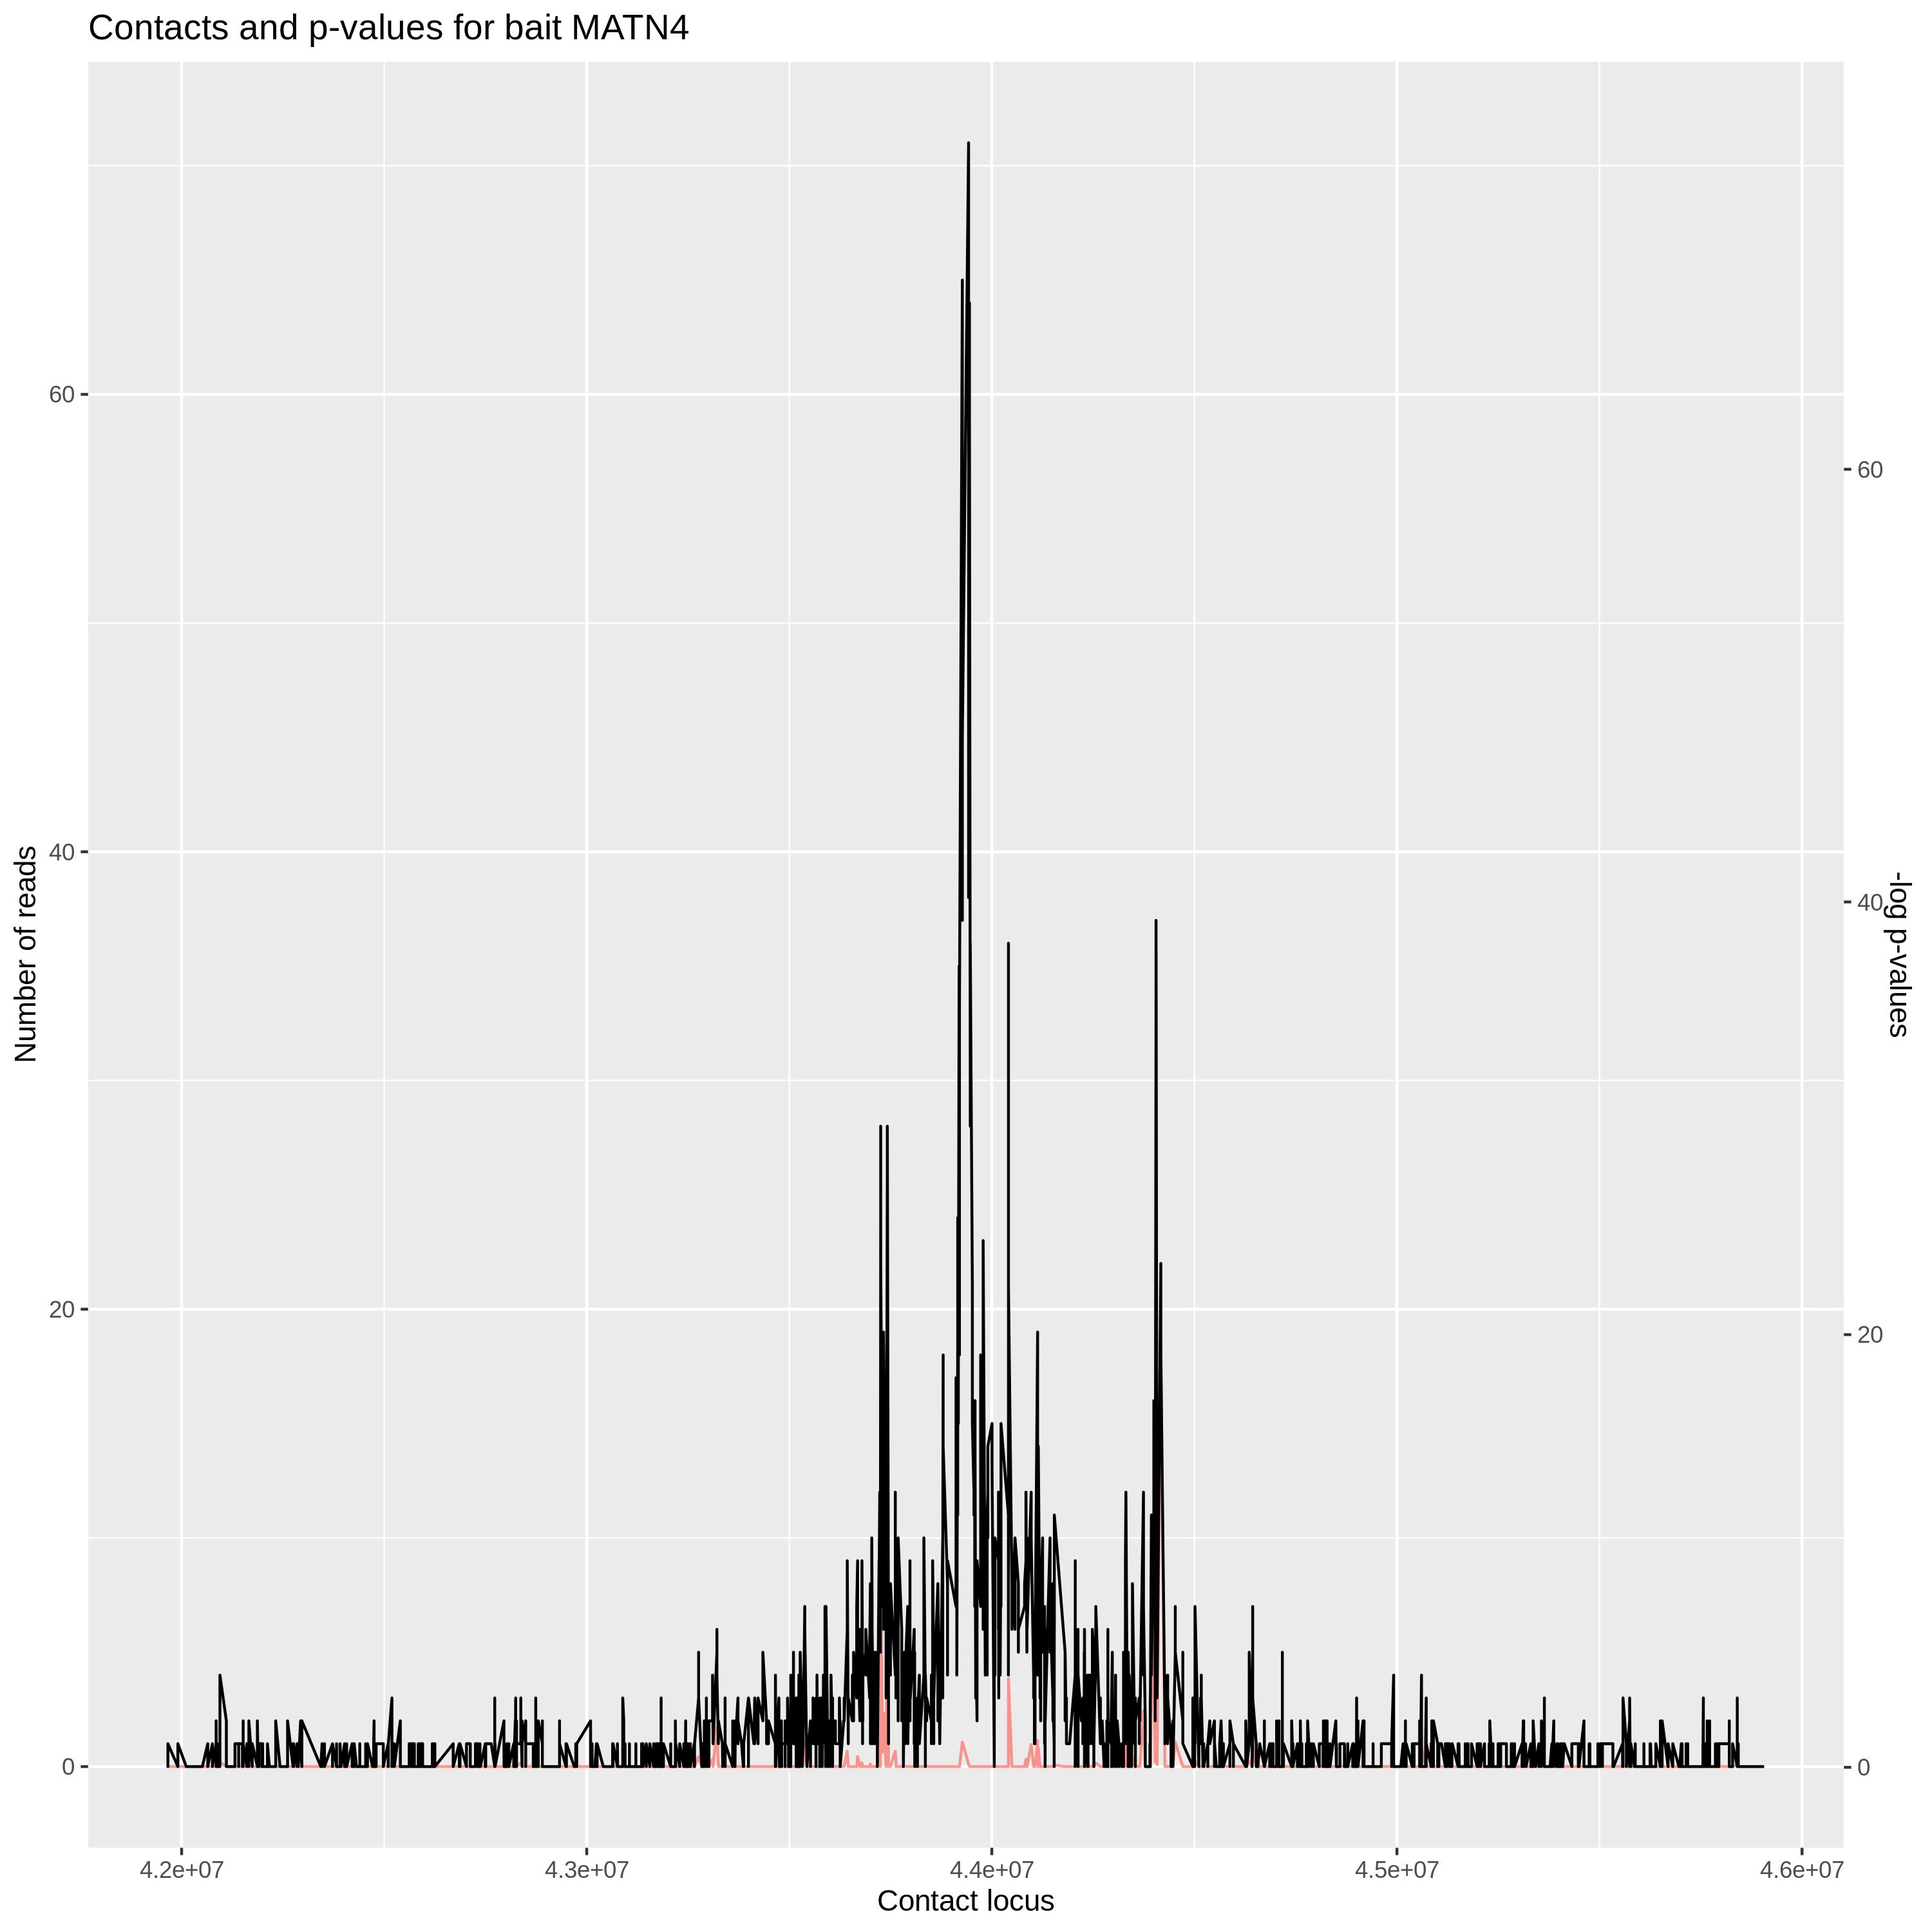 Contacts and p-values for bait MATN4
60
40
20
0
Number of reads
60
40
20
0
-log p-values
4.2e+07
4.3e+07
4.4e+07
4.5e+07
4.6e+07
Contact locus